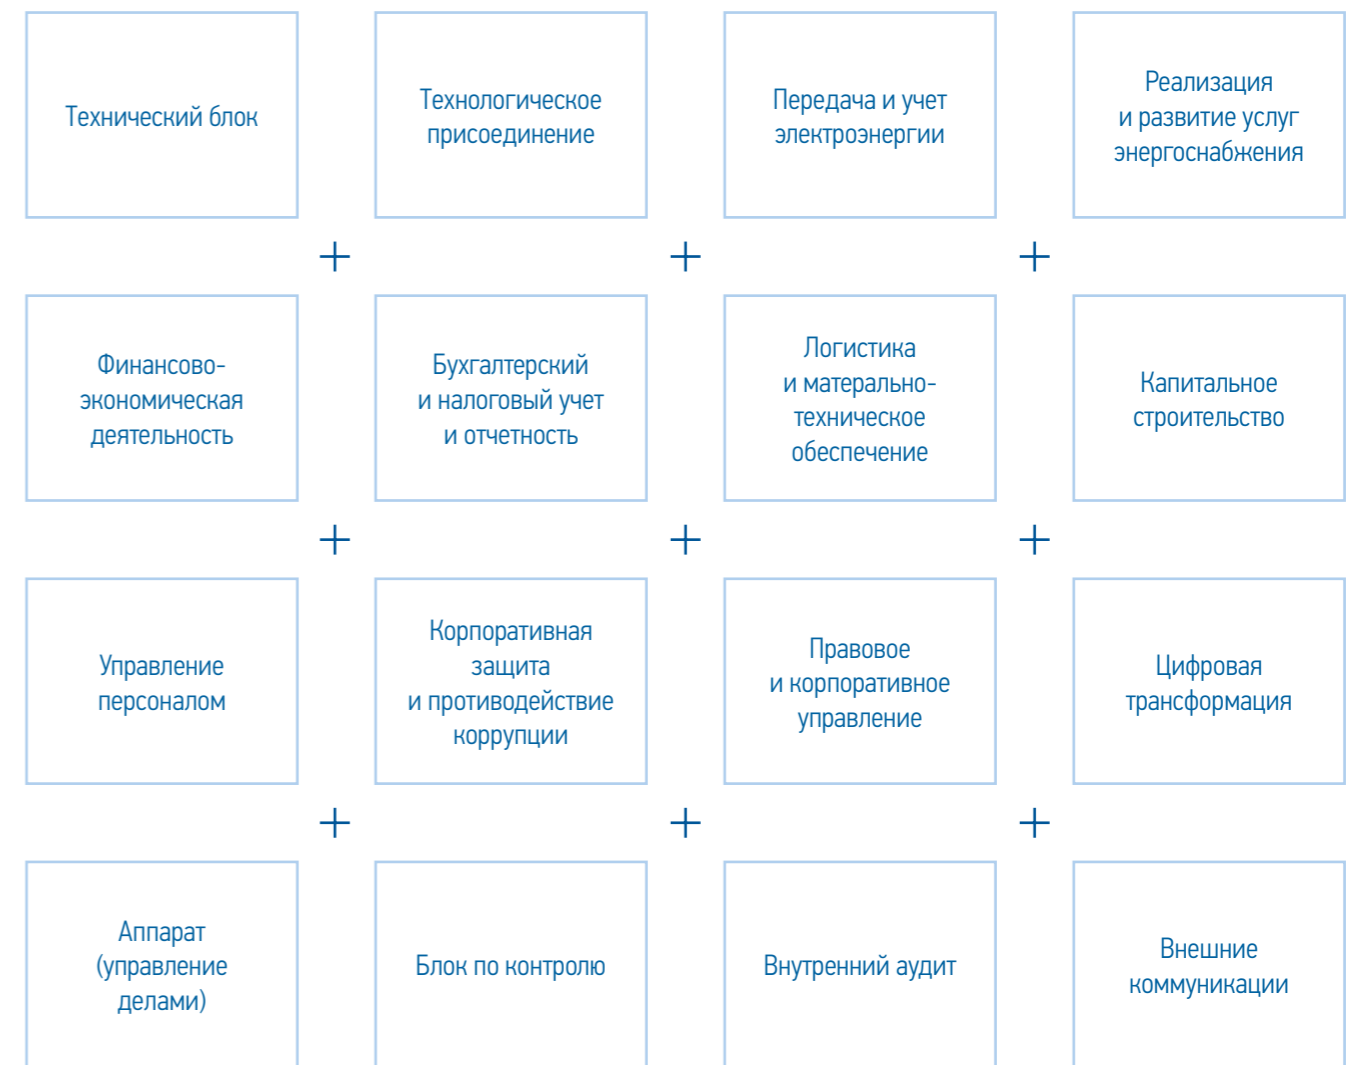 Технический блок
Технологическое
присоединение
Передача и учет
электроэнергии
Реализация
и развитие услуг
энергоснабжения
+ + +
Финансово-
экономическая
деятельность
Бухгалтерский
и налоговый учет
и отчетность
Логистика
и матерально-
техническое
обеспечение
Капитальное
строительство
+ + +
Управление
персоналом
Корпоративная
защита
и противодействие
коррупции
Правовое
и корпоративное
управление
Цифровая
трансформация
+ + +
Аппарат
(управление
делами)
Блок по контролю
Внутренний аудит
Внешние
коммуникации